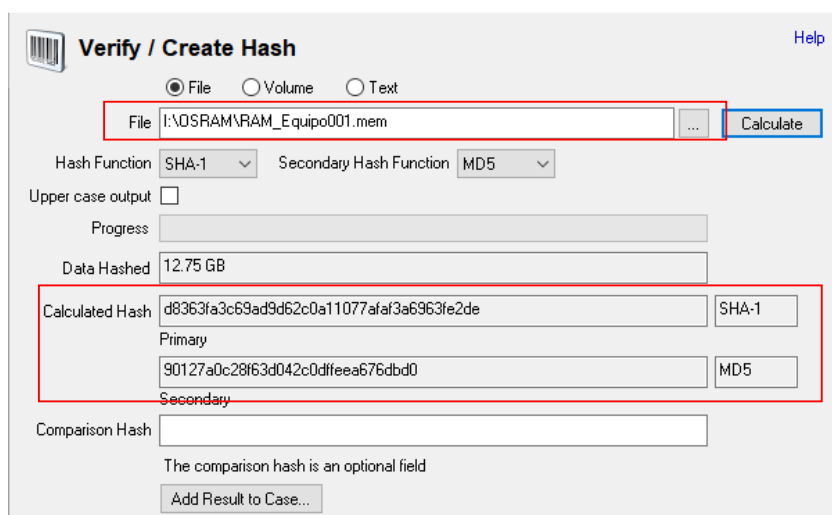 Verify / Create Hash
Help
File Volume Text
File I:\OSRAM\RAM_Equipo001.mem ... Calculate
Hash Function SHA-1 Secondary Hash Function MD5
Upper case output
Progress
Data Hashed 12.75 GB
Calculated Hash d8363fa3c69ad9d62c0a11077afaf3a6963fe2de SHA-1
Primary
90127a0c28f63d042c0dffeea676dbd0 MD5
Secondary
Comparison Hash
The comparison hash is an optional field
Add Result to Case...